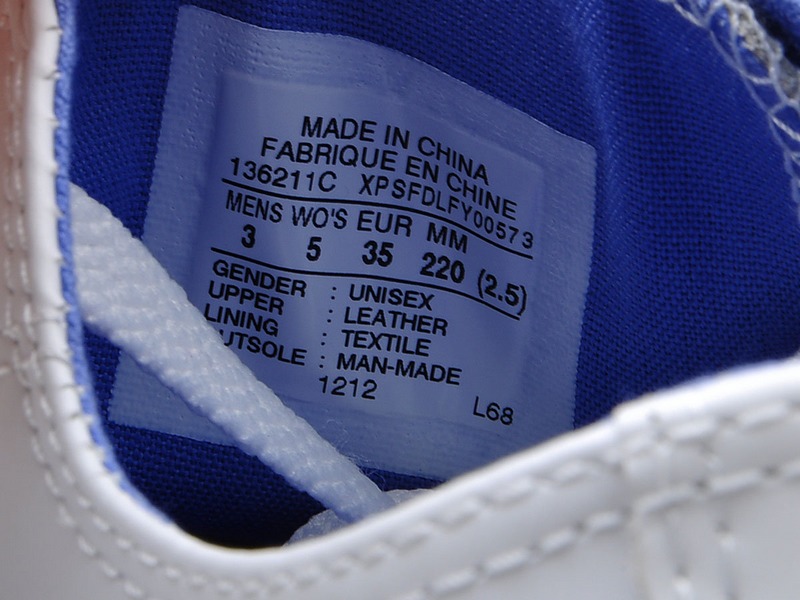 MADE IN CHINA
FABRIQUE EN CHINE
136211C XPSFDLFY00573
MENS WO'S EUR MM
3 5 35 220 (2.5)
GENDER : UNISEX
UPPER : LEATHER
LINING : TEXTILE
UTSOLE : MAN-MADE
1212 L68